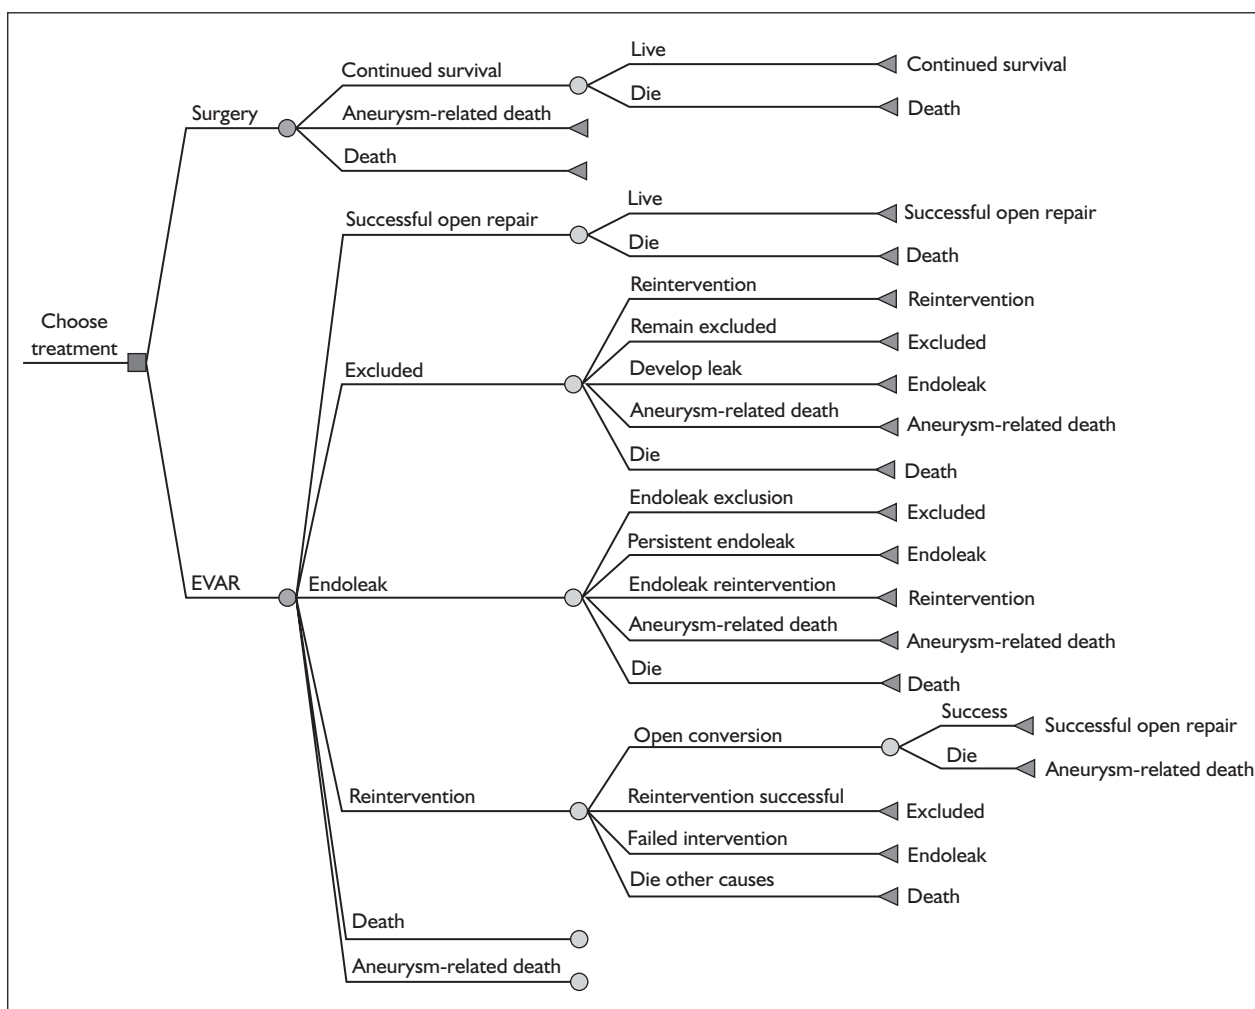 Choose
treatment
Surgery
Continued survival
Live
Continued survival
Die
Death
Aneurysm-related death
Death
EVAR
Successful open repair
Live
Successful open repair
Die
Death
Excluded
Reintervention
Reintervention
Remain excluded
Excluded
Develop leak
Endoleak
Aneurysm-related death
Aneurysm-related death
Die
Death
Endoleak
Endoleak exclusion
Excluded
Persistent endoleak
Endoleak
Endoleak reintervention
Reintervention
Aneurysm-related death
Aneurysm-related death
Die
Death
Reintervention
Open conversion
Success
Successful open repair
Die
Aneurysm-related death
Reintervention successful
Excluded
Failed intervention
Endoleak
Die other causes
Death
Death
Aneurysm-related death